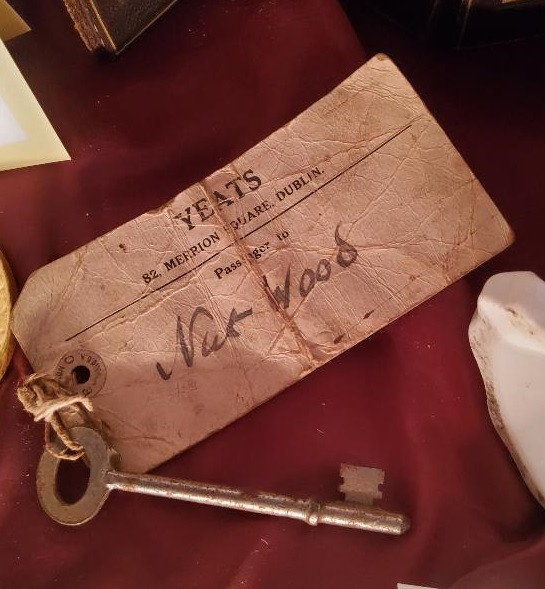 YEATS
82, MERRION SQUARE, DUBLIN.
Passenger to
Nut Wood